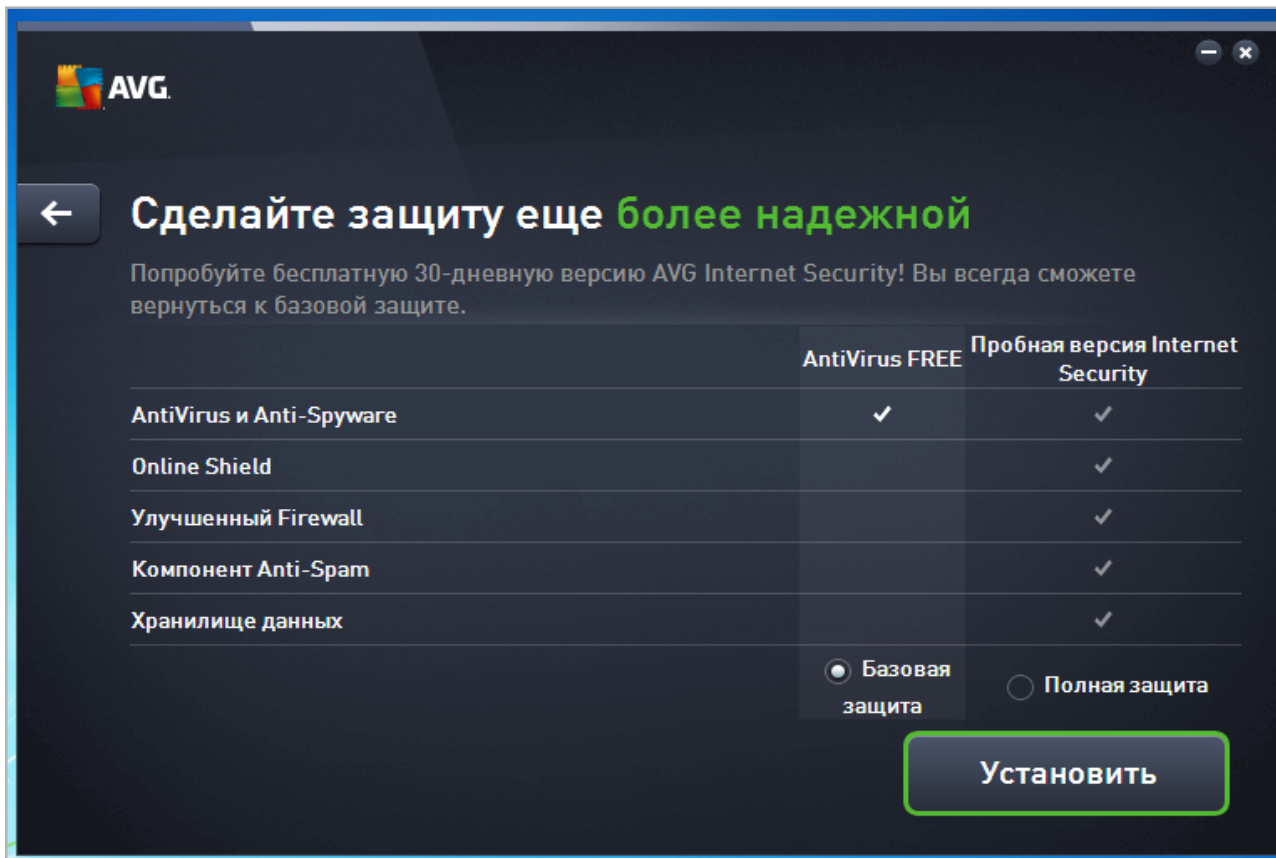 AVG.
Сделайте защиту еще более надежной
Попробуйте бесплатную 30-дневную версию AVG Internet Security! Вы всегда сможете
вернуться к базовой защите.
AntiVirus FREE
Пробная версия Internet
Security
AntiVirus и Anti-Spyware
Online Shield
Улучшенный Firewall
Компонент Anti-Spam
Хранилище данных
Базовая
защита
Полная защита
Установить